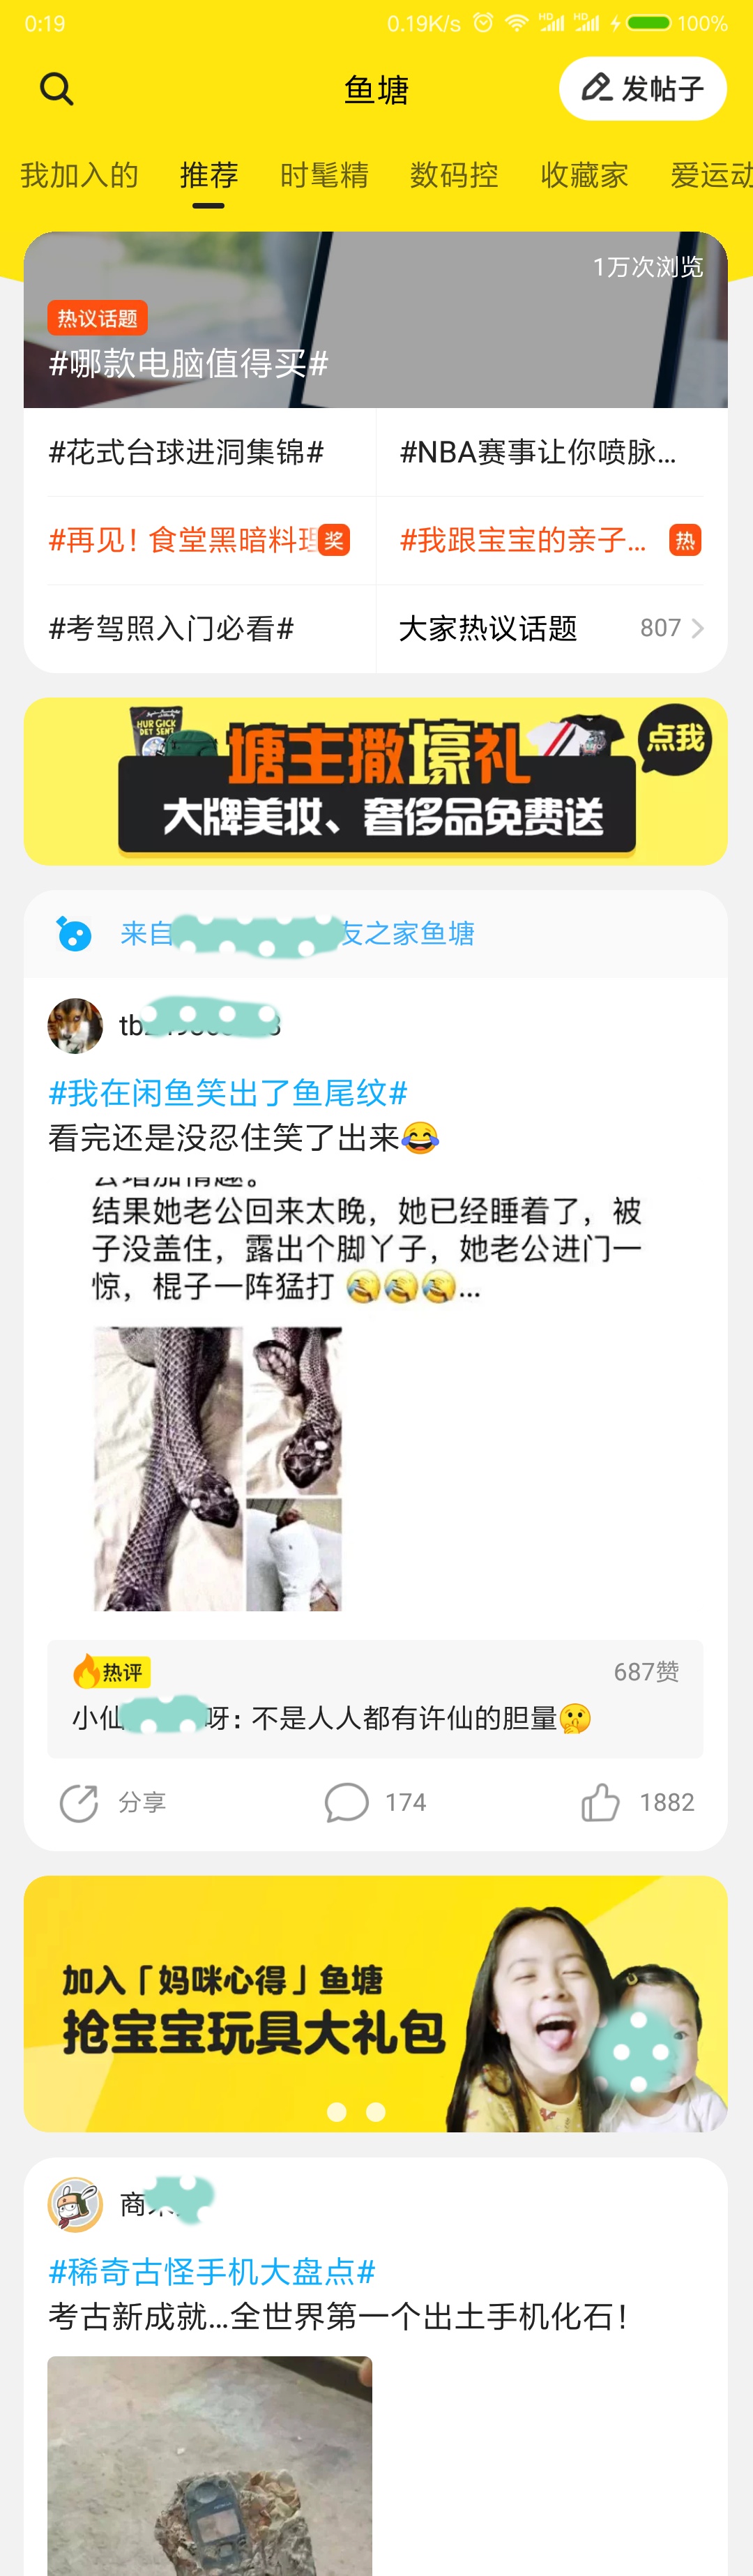 0:19
0.19K/s
HD
HD
100%
鱼塘
发帖子
我加入的
推荐
时髦精
数码控
收藏家
爱运动
1万次浏览
热议话题
#哪款电脑值得买#
#花式台球进洞集锦#
#NBA赛事让你喷脉...
#再见！食堂黑暗料理
奖
#我跟宝宝的亲子...
热
#考驾照入门必看#
大家热议话题
807
HUR GICK
DET SENT
塘主撒壕礼
点我
大牌美妆、奢侈品免费送
来自
友之家鱼塘
tb
#我在闲鱼笑出了鱼尾纹#
看完还是没忍住笑了出来😂
结果她老公回来太晚，她已经睡着了，被
子没盖住，露出个脚丫子，她老公进门一
惊，棍子一阵猛打 🤣🤣🤣...
热评
687赞
小仙
呀：不是人人都有许仙的胆量🤫
分享
174
1882
加入「妈咪心得」鱼塘
抢宝宝玩具大礼包
商
#稀奇古怪手机大盘点#
考古新成就...全世界第一个出土手机化石！